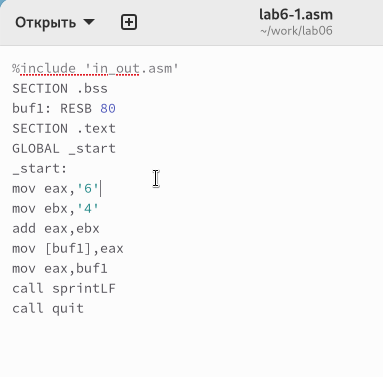 Открыть
lab6-1.asm
~/work/lab06
%include 'in_out.asm'
SECTION .bss
buf1: RESB 80
SECTION .text
GLOBAL _start
_start:
mov eax,'6'
mov ebx,'4'
add eax,ebx
mov [buf1],eax
mov eax,buf1
call sprintLF
call quit